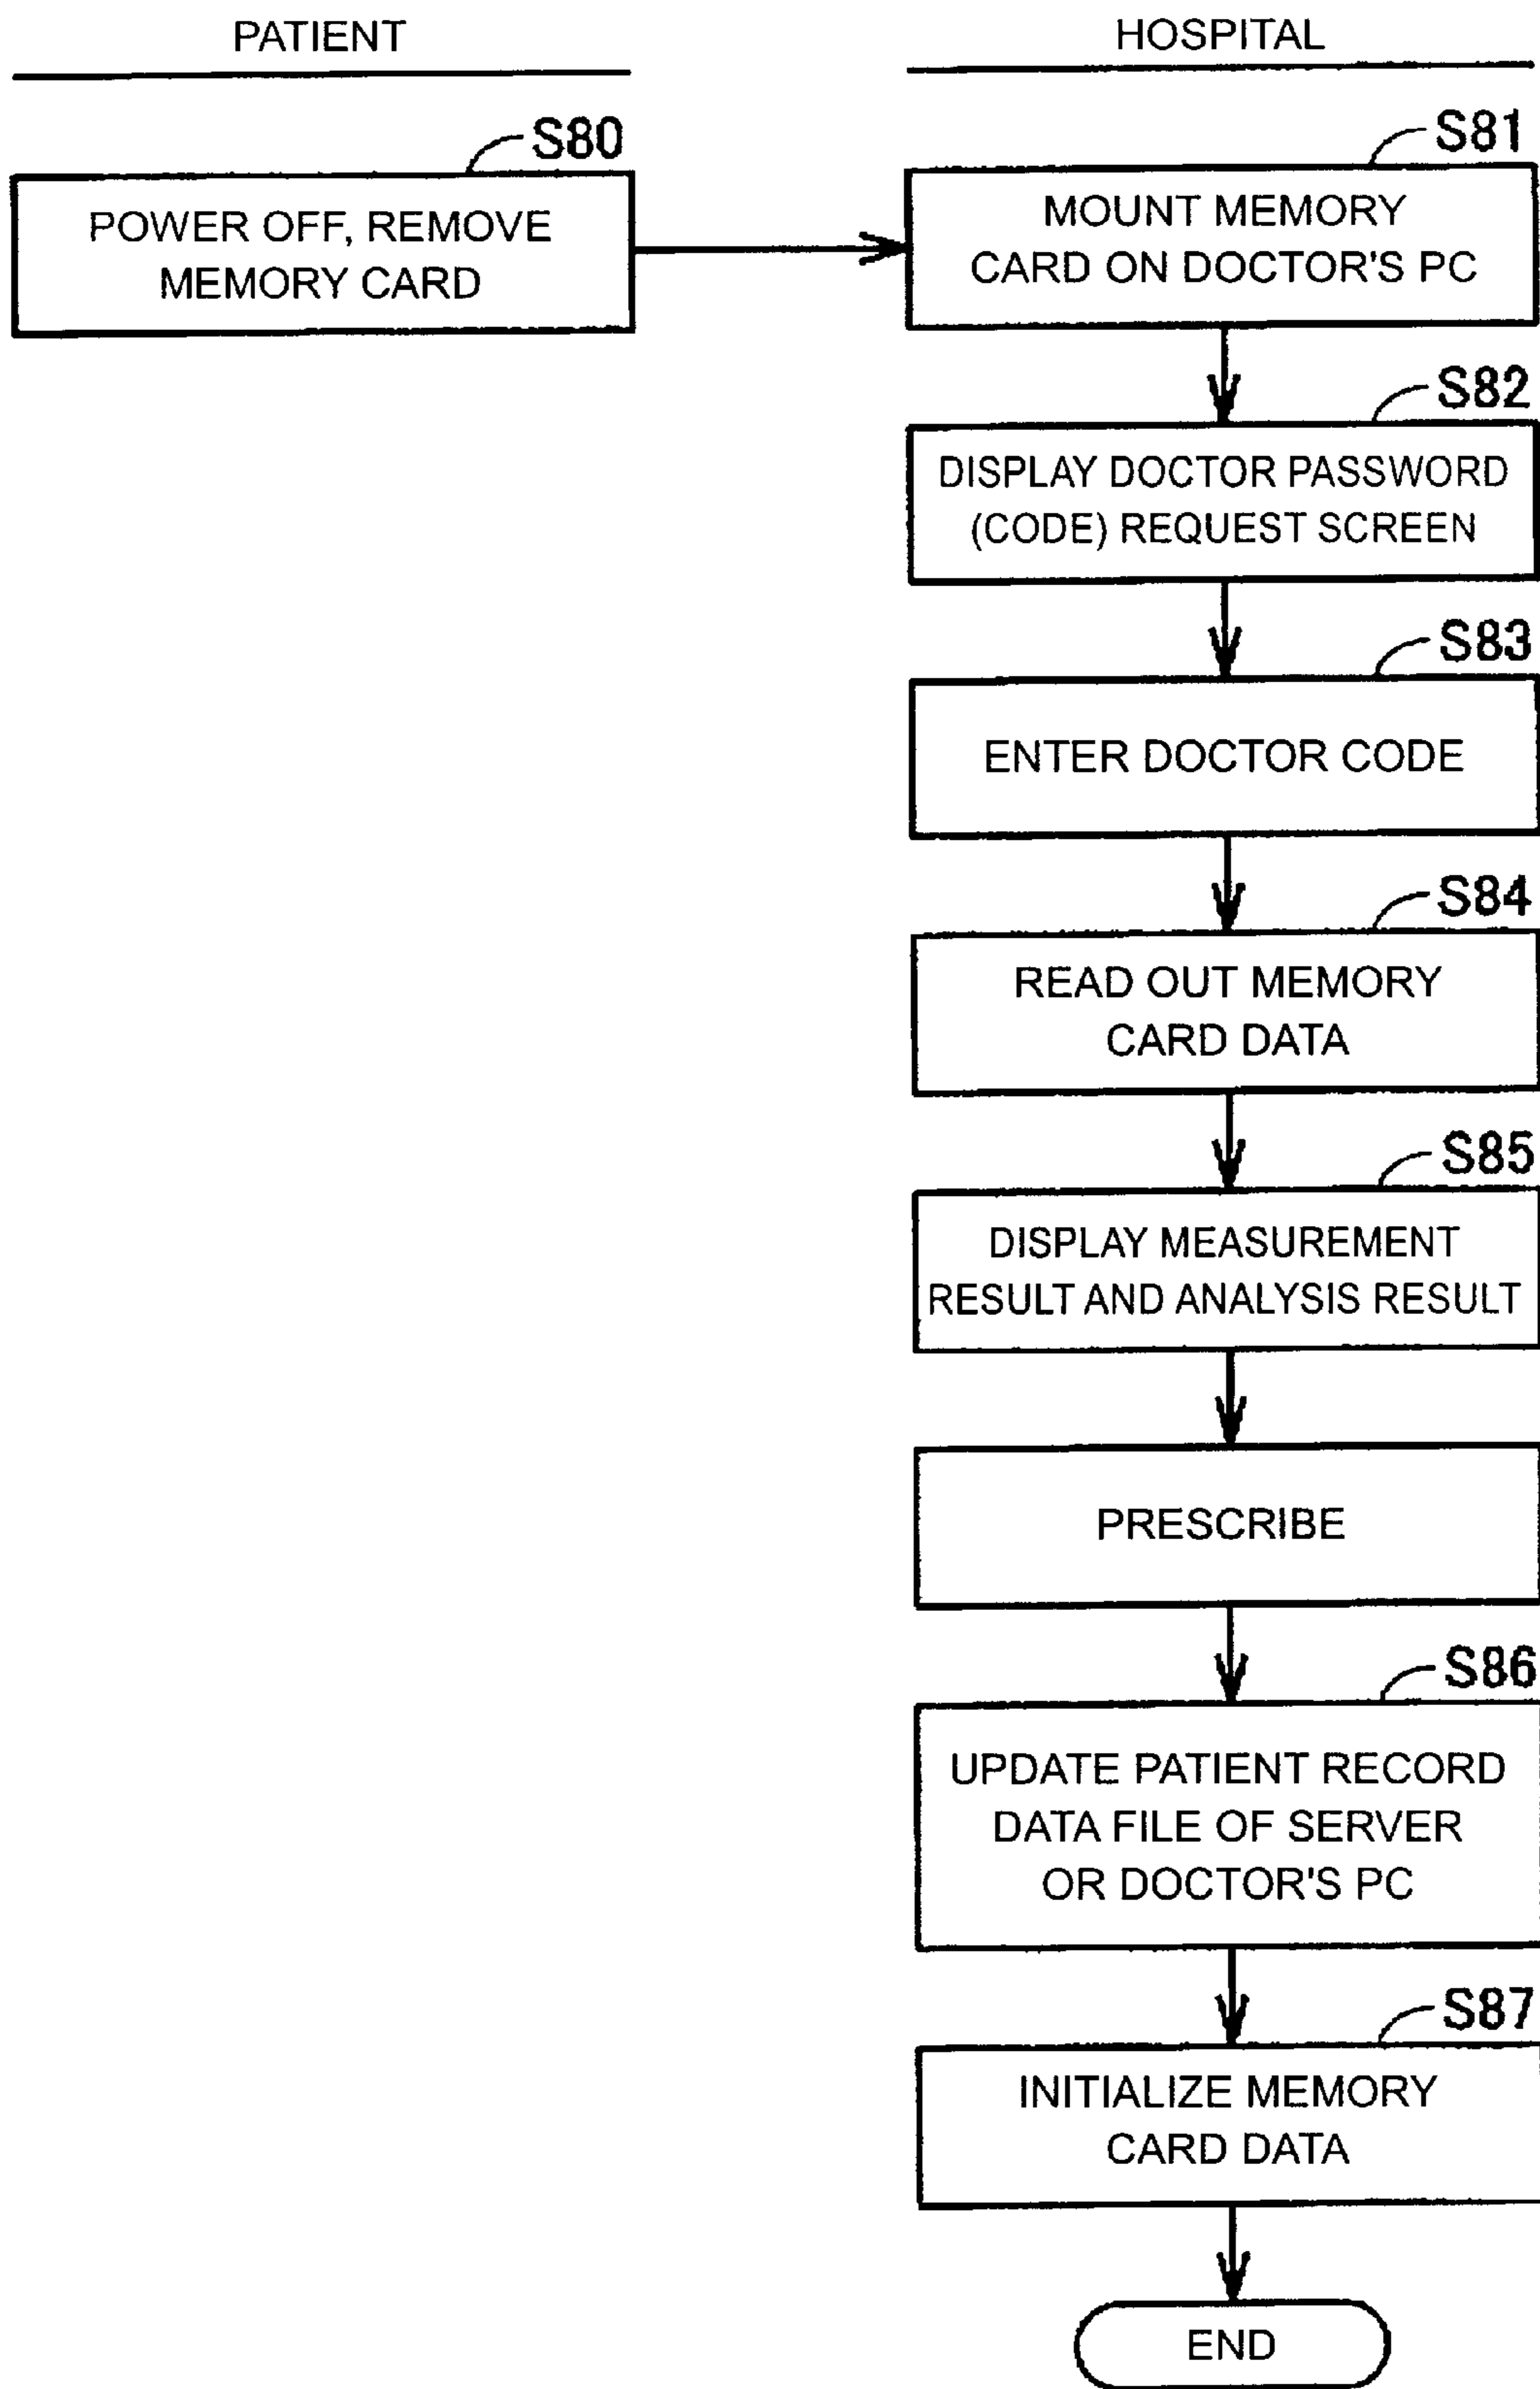 PATIENT
HOSPITAL
S80
POWER OFF, REMOVE
MEMORY CARD
S81
MOUNT MEMORY
CARD ON DOCTOR'S PC
S82
DISPLAY DOCTOR PASSWORD
(CODE) REQUEST SCREEN
S83
ENTER DOCTOR CODE
S84
READ OUT MEMORY
CARD DATA
S85
DISPLAY MEASUREMENT
RESULT AND ANALYSIS RESULT
PRESCRIBE
S86
UPDATE PATIENT RECORD
DATA FILE OF SERVER
OR DOCTOR'S PC
S87
INITIALIZE MEMORY
CARD DATA
END